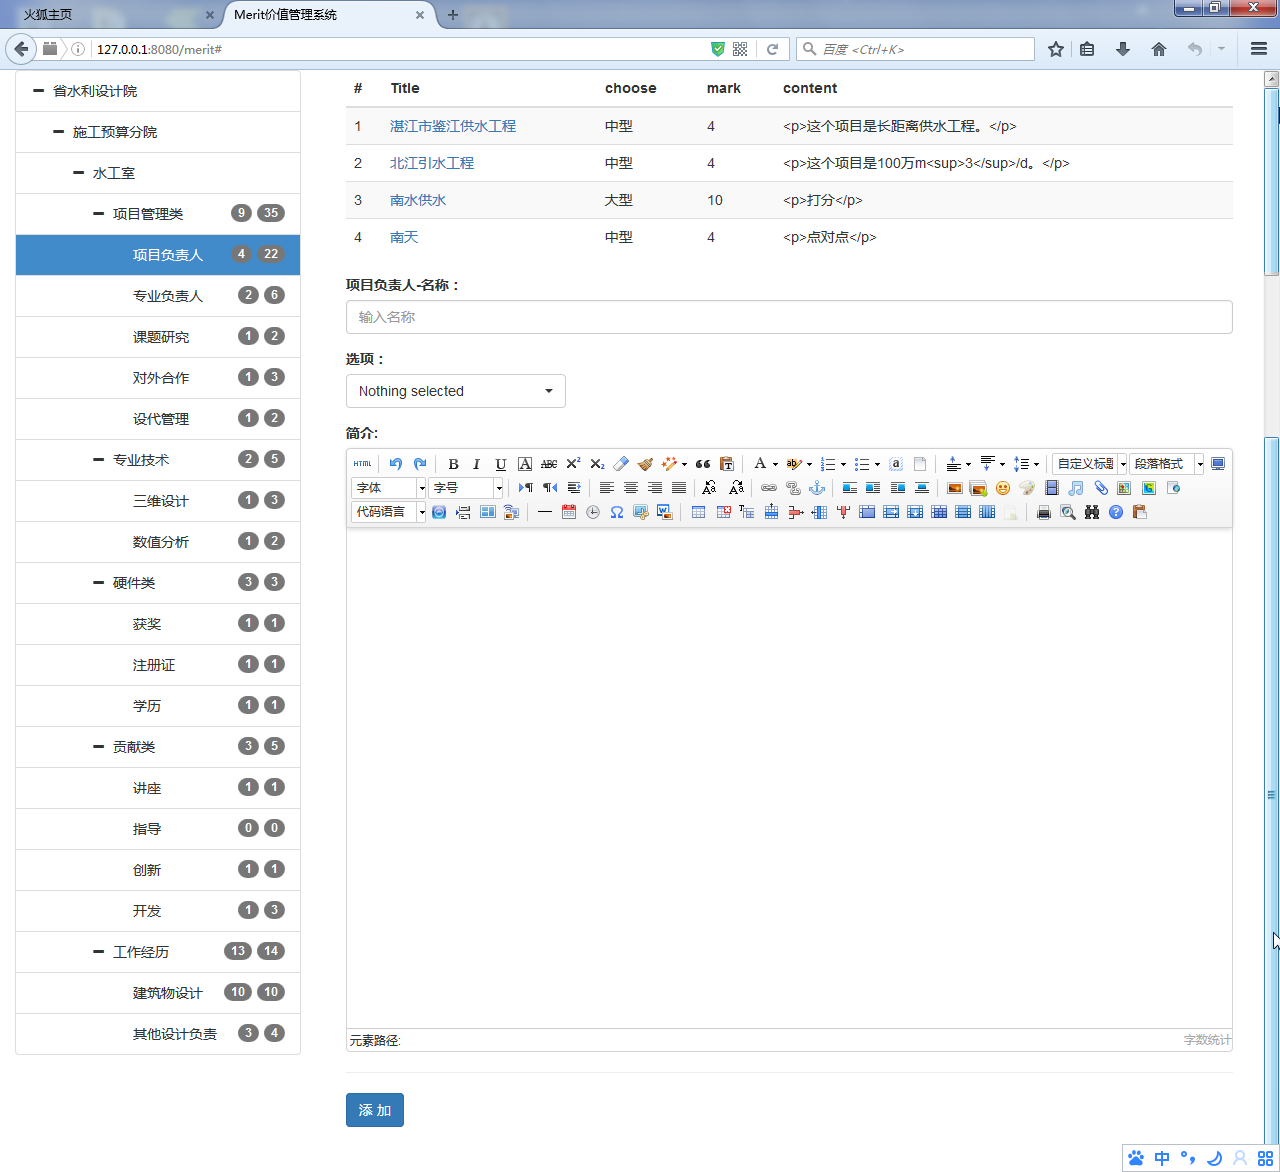 火狐主页
Merit价值管理系统
127.0.0.1:8080/merit#
百度 <Ctrl+K>
省水利设计院
施工预算分院
水工室
项目管理类 9 35
项目负责人 4 22
专业负责人 2 6
课题研究 1 2
对外合作 1 3
设代管理 1 2
专业技术 2 5
三维设计 1 3
数值分析 1 2
硬件类 3 3
获奖 1 1
注册证 1 1
学历 1 1
贡献类 3 5
讲座 1 1
指导 0 0
创新 1 1
开发 1 3
工作经历 13 14
建筑物设计 10 10
其他设计负责 3 4
# Title choose mark content
1 湛江市鉴江供水工程 中型 4 <p>这个项目是长距离供水工程。</p>
2 北江引水工程 中型 4 <p>这个项目是100万m<sup>3</sup>/d。</p>
3 南水供水 大型 10 <p>打分</p>
4 南天 中型 4 <p>点对点</p>
项目负责人-名称：
输入名称
选项：
Nothing selected
简介:
HTML B I U A ABC X² X₂ A ab 自定义标题 段落格式
字体 字号
代码语言
元素路径: 字数统计
添 加
中